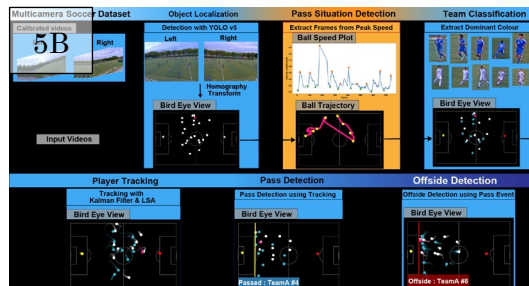 Multicamera Soccer Dataset
Object Localization
Pass Situation Detection
Team Classification
Calibrated videos
5B
Right
Input Videos
Detection with YOLO v5
Left
Right
Homography
Transform
Bird Eye View
Extract Frames from Peak Speed
Ball Speed Plot
Ball Trajectory
Extract Dominant Colour
Bird Eye View
Player Tracking
Pass Detection
Offside Detection
Tracking with
Kalman Filter & LSA
Bird Eye View
Pass Detection using Tracking
Bird Eye View
Passed : TeamA #4
Offside Detection using Pass Event
Bird Eye View
Offside : TeamA #8